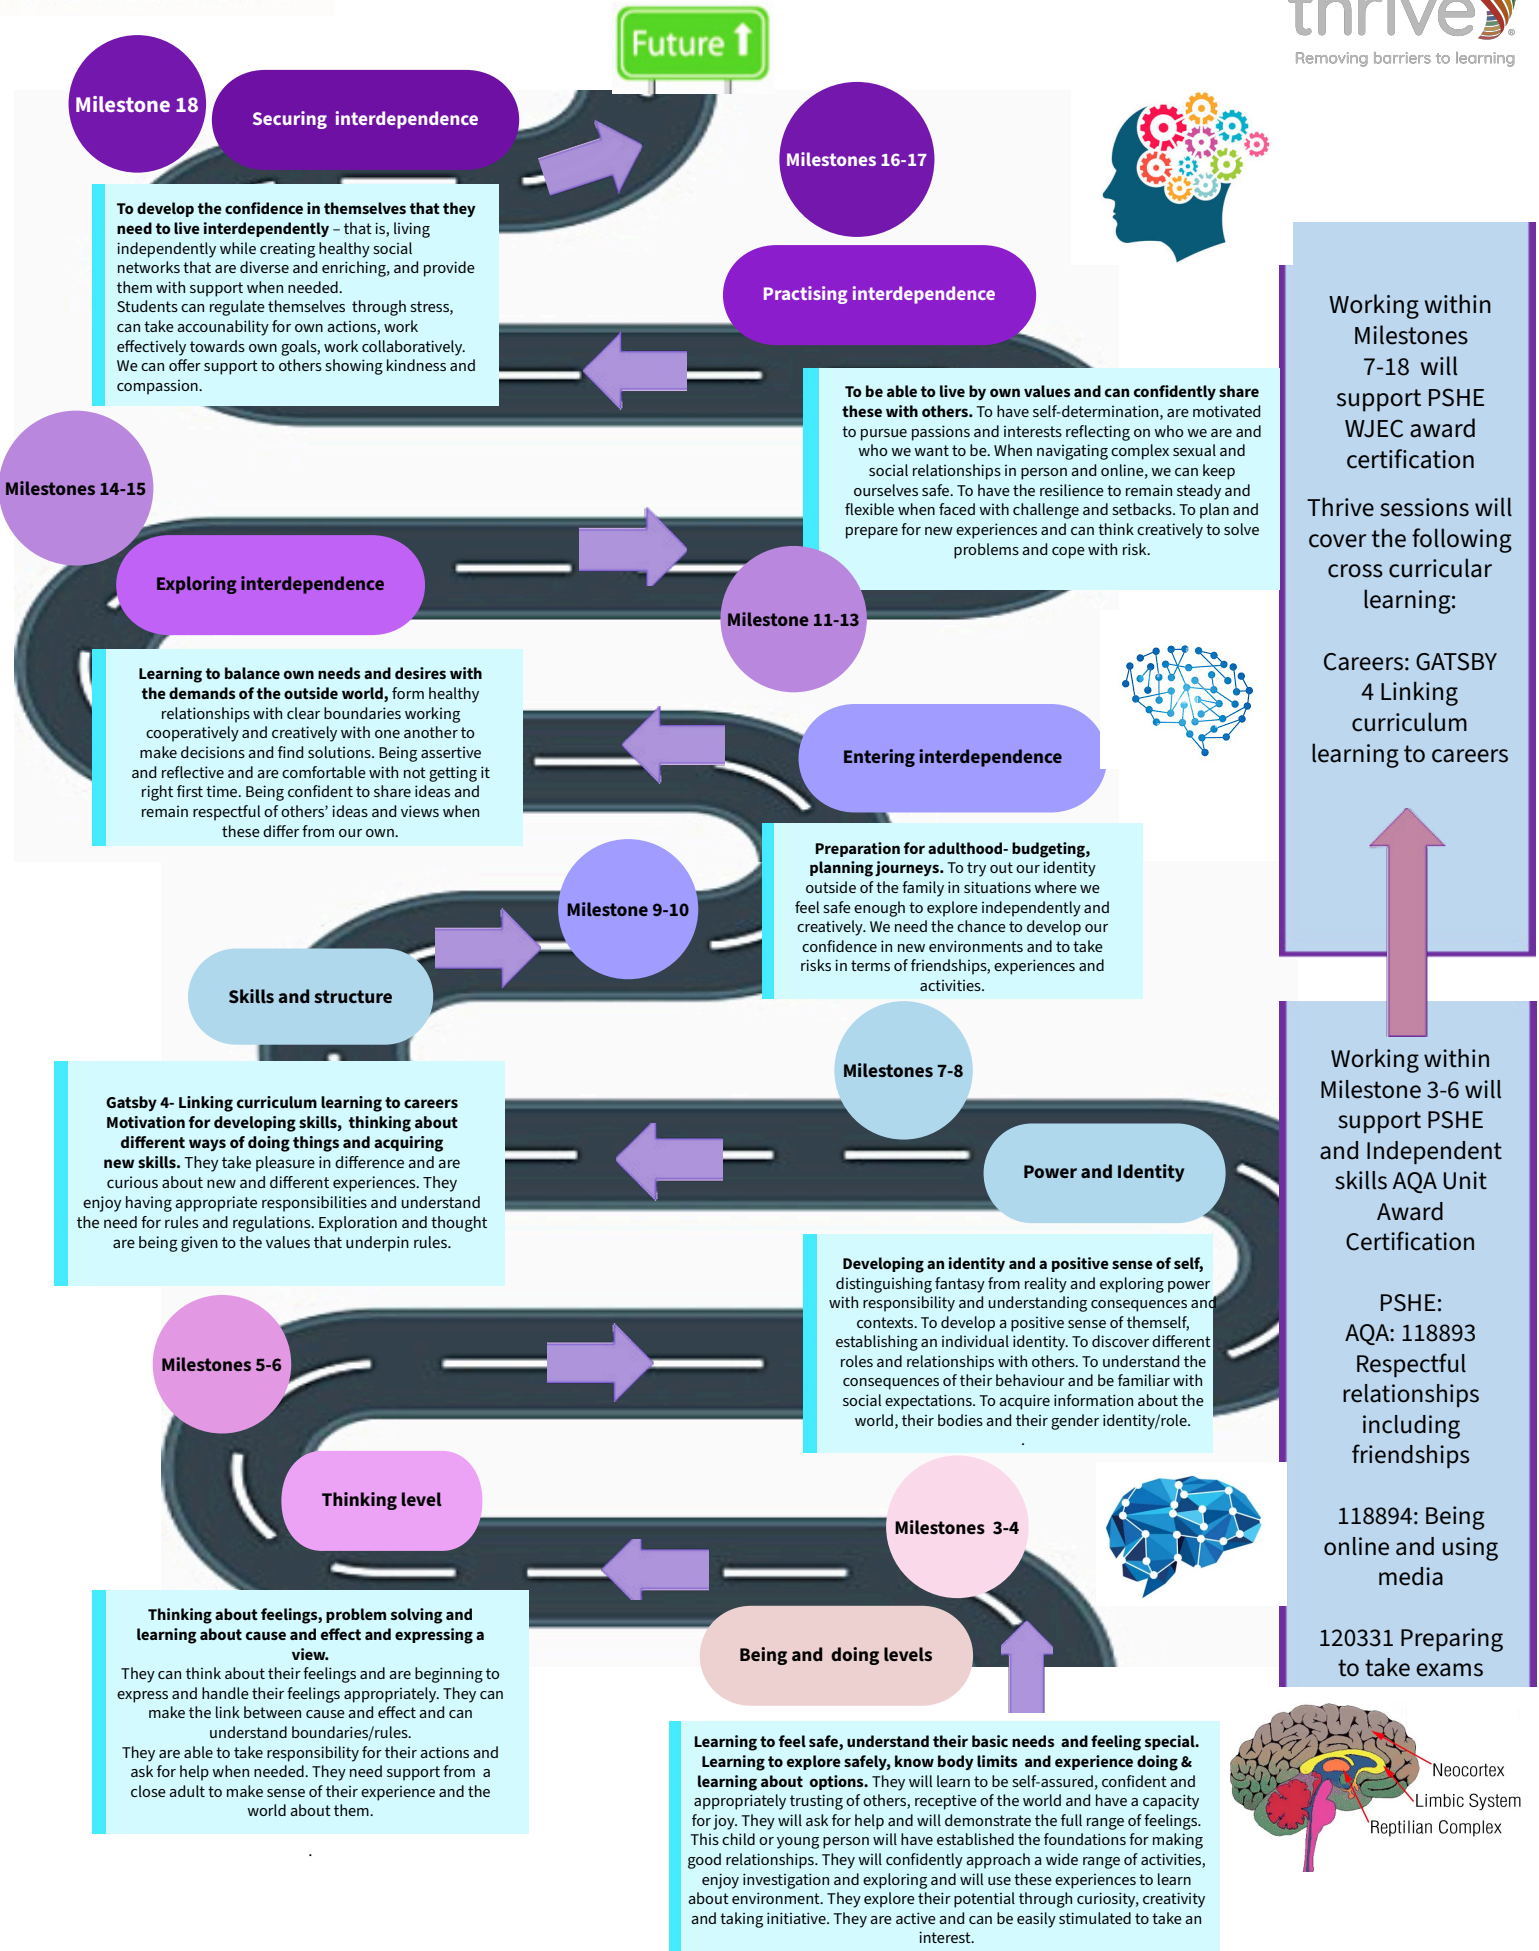 thrive
Removing barriers to learning
Future
Milestone 18
Securing interdependence
To develop the confidence in themselves that they
need to live interdependently – that is, living
independently while creating healthy social
networks that are diverse and enriching, and provide
them with support when needed.
Students can regulate themselves through stress,
can take accounability for own actions, work
effectively towards own goals, work collaboratively.
We can offer support to others showing kindness and
compassion.
Milestones 16-17
Practising interdependence
To be able to live by own values and can confidently share
these with others. To have self-determination, are motivated
to pursue passions and interests reflecting on who we are and
who we want to be. When navigating complex sexual and
social relationships in person and online, we can keep
ourselves safe. To have the resilience to remain steady and
flexible when faced with challenge and setbacks. To plan and
prepare for new experiences and can think creatively to solve
problems and cope with risk.
Milestones 14-15
Exploring interdependence
Learning to balance own needs and desires with
the demands of the outside world, form healthy
relationships with clear boundaries working
cooperatively and creatively with one another to
make decisions and find solutions. Being assertive
and reflective and are comfortable with not getting it
right first time. Being confident to share ideas and
remain respectful of others’ ideas and views when
these differ from our own.
Milestone 11-13
Entering interdependence
Preparation for adulthood- budgeting,
planning journeys. To try out our identity
outside of the family in situations where we
feel safe enough to explore independently and
creatively. We need the chance to develop our
confidence in new environments and to take
risks in terms of friendships, experiences and
activities.
Milestone 9-10
Skills and structure
Gatsby 4- Linking curriculum learning to careers
Motivation for developing skills, thinking about
different ways of doing things and acquiring
new skills. They take pleasure in difference and are
curious about new and different experiences. They
enjoy having appropriate responsibilities and understand
the need for rules and regulations. Exploration and thought
are being given to the values that underpin rules.
Milestones 7-8
Power and Identity
Developing an identity and a positive sense of self,
distinguishing fantasy from reality and exploring power
with responsibility and understanding consequences and
contexts. To develop a positive sense of themself,
establishing an individual identity. To discover different
roles and relationships with others. To understand the
consequences of their behaviour and be familiar with
social expectations. To acquire information about the
world, their bodies and their gender identity/role.
.
Milestones 5-6
Thinking level
Thinking about feelings, problem solving and
learning about cause and effect and expressing a
view.
They can think about their feelings and are beginning to
express and handle their feelings appropriately. They can
make the link between cause and effect and can
understand boundaries/rules.
They are able to take responsibility for their actions and
ask for help when needed. They need support from a
close adult to make sense of their experience and the
world about them.
.
Milestones 3-4
Being and doing levels
Learning to feel safe, understand their basic needs and feeling special.
Learning to explore safely, know body limits and experience doing &
learning about options. They will learn to be self-assured, confident and
appropriately trusting of others, receptive of the world and have a capacity
for joy. They will ask for help and will demonstrate the full range of feelings.
This child or young person will have established the foundations for making
good relationships. They will confidently approach a wide range of activities,
enjoy investigation and exploring and will use these experiences to learn
about environment. They explore their potential through curiosity, creativity
and taking initiative. They are active and can be easily stimulated to take an
interest.
Working within
Milestones
7-18 will
support PSHE
WJEC award
certification
Thrive sessions will
cover the following
cross curricular
learning:
Careers: GATSBY
4 Linking
curriculum
learning to careers
Working within
Milestone 3-6 will
support PSHE
and Independent
skills AQA Unit
Award
Certification
PSHE:
AQA: 118893
Respectful
relationships
including
friendships
118894: Being
online and using
media
120331 Preparing
to take exams
Neocortex
Limbic System
Reptilian Complex